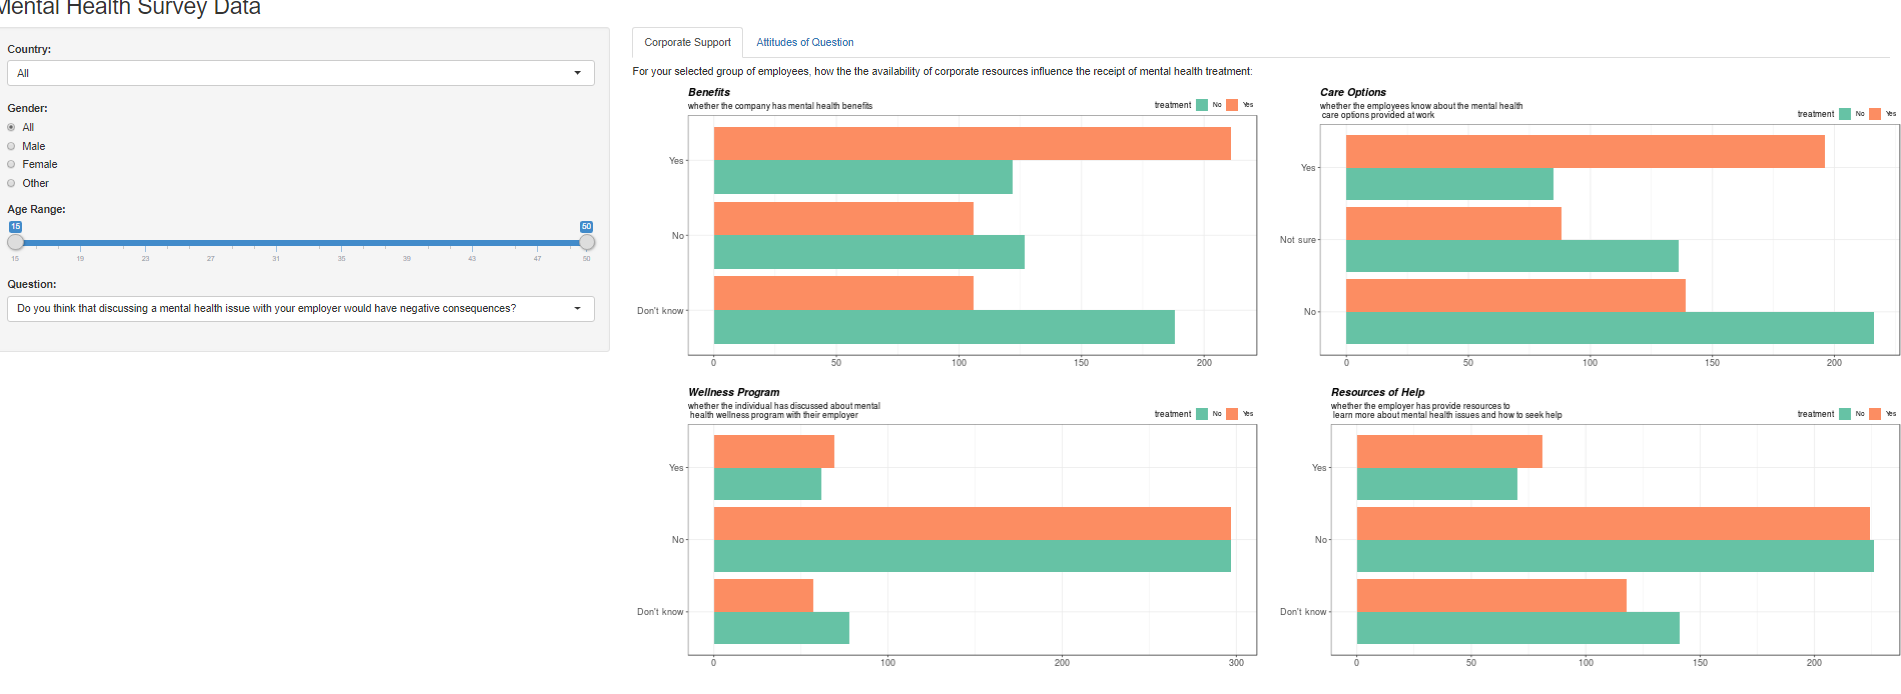 Mental Health Survey Data
Country:
All
Gender:
All
Male
Female
Other
Age Range:
15 50
15 19 23 27 31 35 39 43 47 50
Question:
Do you think that discussing a mental health issue with your employer would have negative consequences?
Corporate Support Attitudes of Question
For your selected group of employees, how the the availability of corporate resources influence the receipt of mental health treatment:
Benefits
whether the company has mental health benefits
treatment No Yes
Yes
No
Don't know
0 50 100 150 200
Care Options
whether the employees know about the mental health
care options provided at work
treatment No Yes
Yes
Not sure
No
0 50 100 150 200
Wellness Program
whether the individual has discussed about mental
health wellness program with their employer
treatment No Yes
Yes
No
Don't know
0 100 200 300
Resources of Help
whether the employer has provide resources to
learn more about mental health issues and how to seek help
treatment No Yes
Yes
No
Don't know
0 50 100 150 200